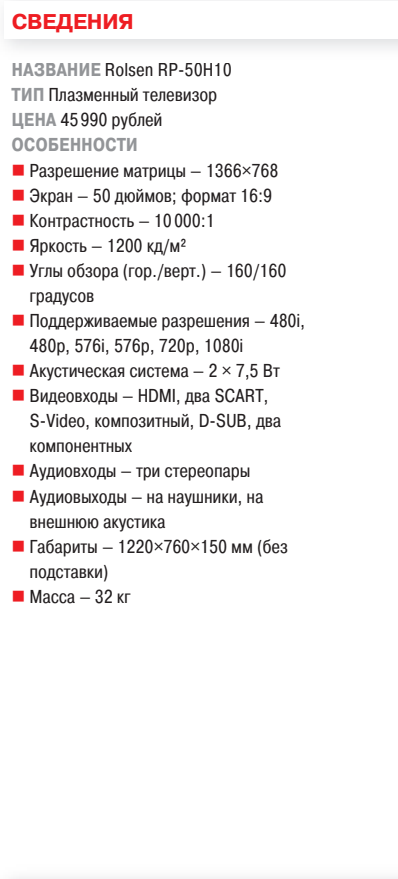 СВЕДЕНИЯ
НАЗВАНИЕ Rolsen RP-50H10
ТИП Плазменный телевизор
ЦЕНА 45 990 рублей
ОСОБЕННОСТИ
■ Разрешение матрицы – 1366×768
■ Экран – 50 дюймов; формат 16:9
■ Контрастность – 10 000:1
■ Яркость – 1200 кд/м²
■ Углы обзора (гор./верт.) – 160/160
градусов
■ Поддерживаемые разрешения – 480i,
480p, 576i, 576p, 720p, 1080i
■ Акустическая система – 2 × 7,5 Вт
■ Видеовходы – HDMI, два SCART,
S-Video, композитный, D-SUB, два
компонентных
■ Аудиовходы – три стереопары
■ Аудиовыходы – на наушники, на
внешнюю акустика
■ Габариты – 1220×760×150 мм (без
подставки)
■ Масса – 32 кг